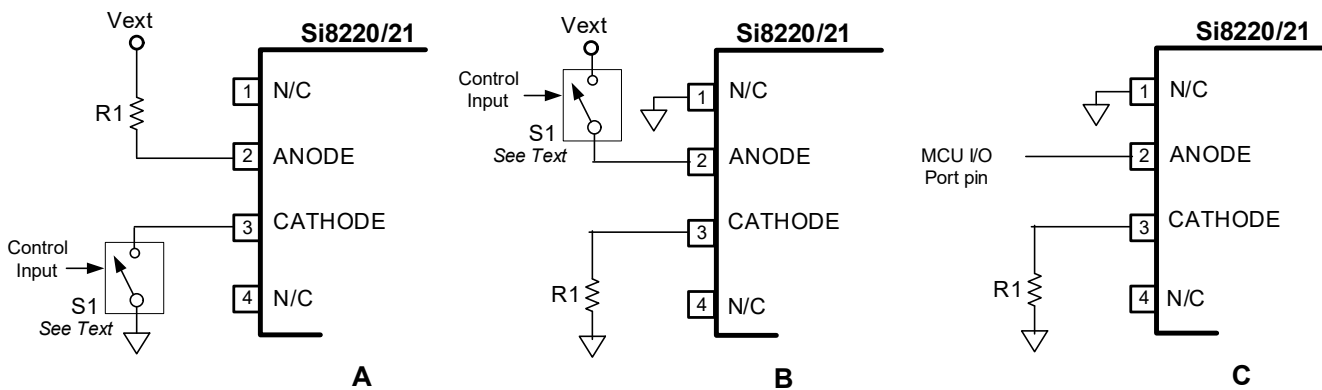 Vext
Si8220/21
R1
1
N/C
2
ANODE
3
CATHODE
Control
Input
S1
See Text
4
N/C
A
Vext
Si8220/21
Control
Input
S1
See Text
1
N/C
2
ANODE
3
CATHODE
R1
4
N/C
B
Si8220/21
1
N/C
MCU I/O
Port pin
2
ANODE
3
CATHODE
R1
4
N/C
C